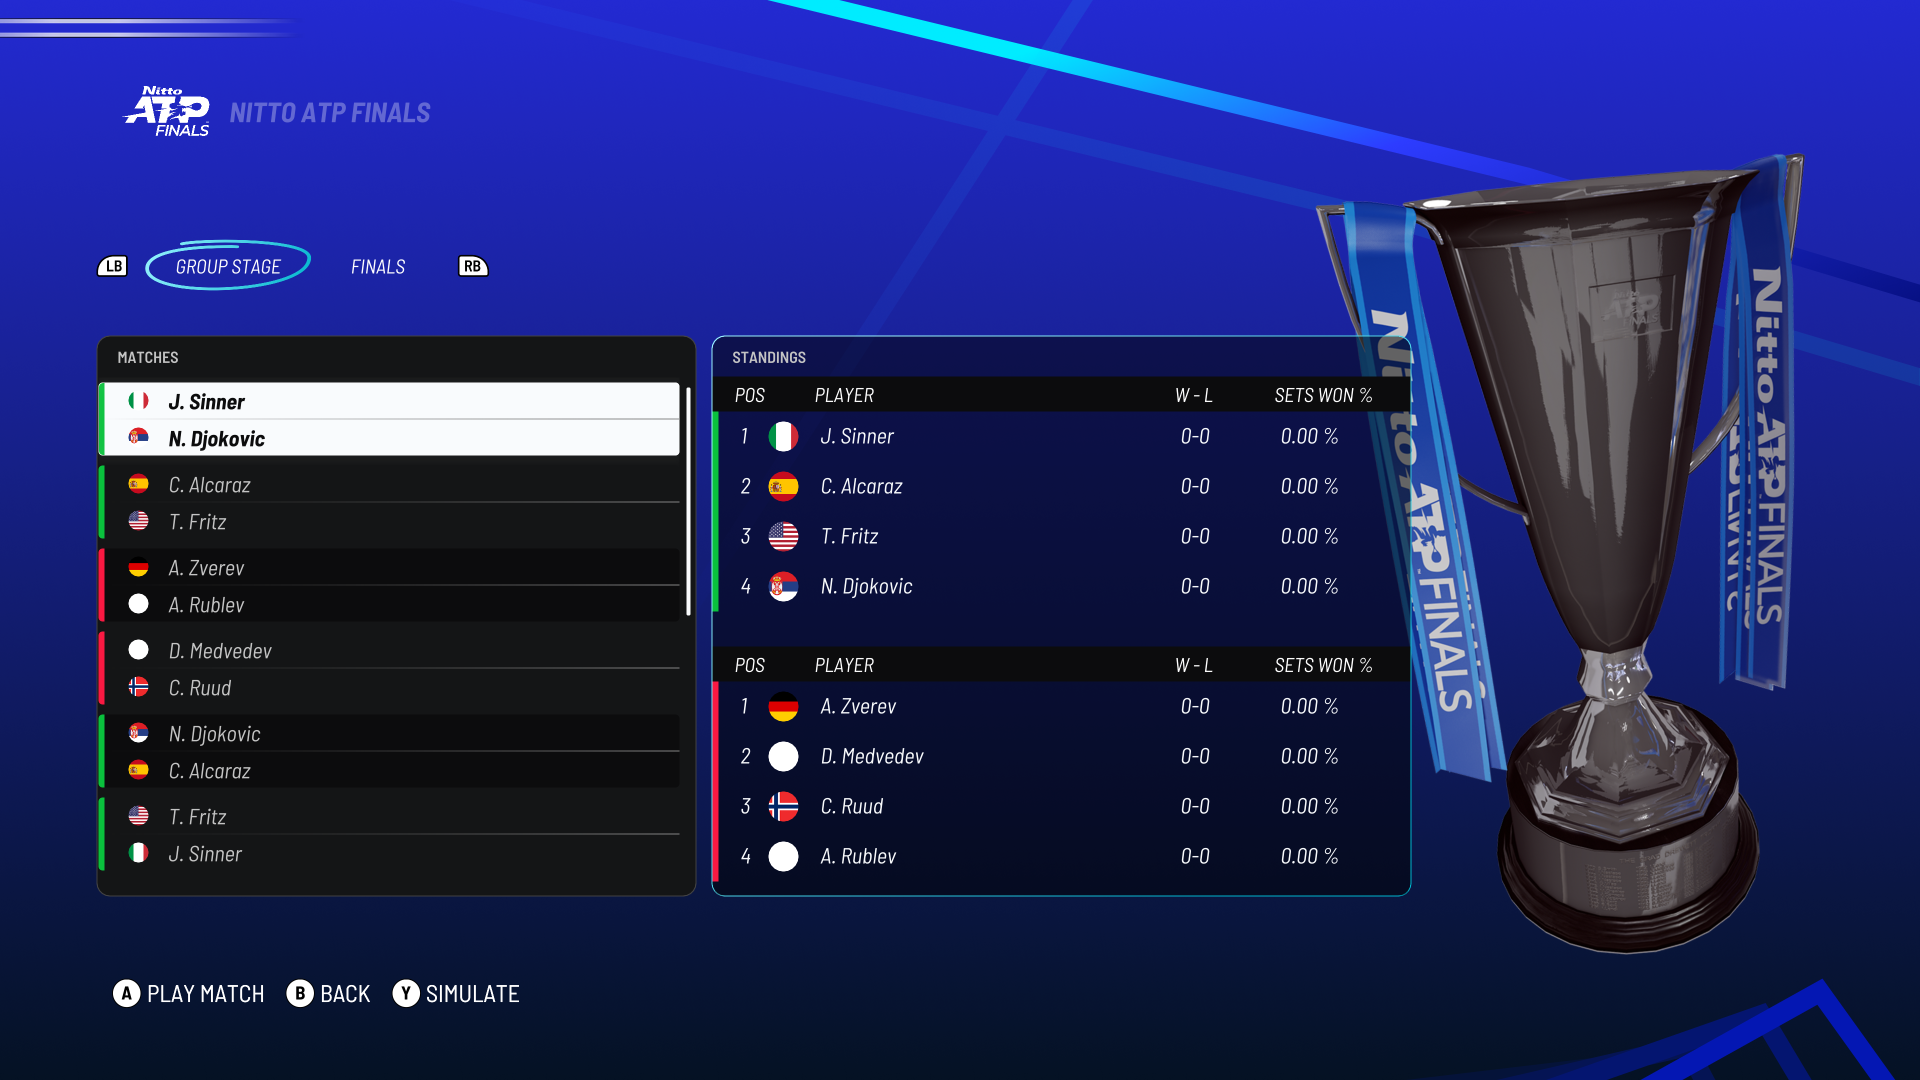 Nitto
ATP
FINALS
NITTO ATP FINALS
LB
GROUP STAGE
FINALS
RB
MATCHES
J. Sinner
N. Djokovic
C. Alcaraz
T. Fritz
A. Zverev
A. Rublev
D. Medvedev
C. Ruud
N. Djokovic
C. Alcaraz
T. Fritz
J. Sinner
STANDINGS
POS PLAYER W - L SETS WON %
1 J. Sinner 0-0 0.00 %
2 C. Alcaraz 0-0 0.00 %
3 T. Fritz 0-0 0.00 %
4 N. Djokovic 0-0 0.00 %
POS PLAYER W - L SETS WON %
1 A. Zverev 0-0 0.00 %
2 D. Medvedev 0-0 0.00 %
3 C. Ruud 0-0 0.00 %
4 A. Rublev 0-0 0.00 %
Nitto ATP FINALS
Nitto ATP FINALS
A PLAY MATCH B BACK Y SIMULATE